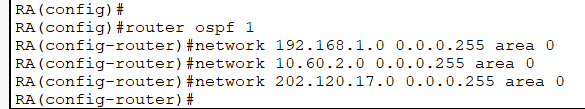 RA(config)#
RA(config)#router ospf 1
RA(config-router)#network 192.168.1.0 0.0.0.255 area 0
RA(config-router)#network 10.60.2.0 0.0.0.255 area 0
RA(config-router)#network 202.120.17.0 0.0.0.255 area 0
RA(config-router)#